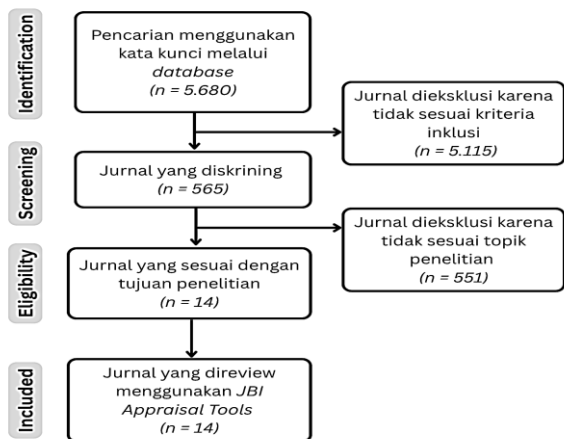 Identification
Pencarian menggunakan
kata kunci melalui
database
(n = 5.680)
Jurnal dieksklusi karena
tidak sesuai kriteria
inklusi
(n = 5.115)
Screening
Jurnal yang diskrining
(n = 565)
Jurnal dieksklusi karena
tidak sesuai topik
penelitian
(n = 551)
Eligibility
Jurnal yang sesuai dengan
tujuan penelitian
(n = 14)
Included
Jurnal yang direview
menggunakan JBI
Appraisal Tools
(n = 14)